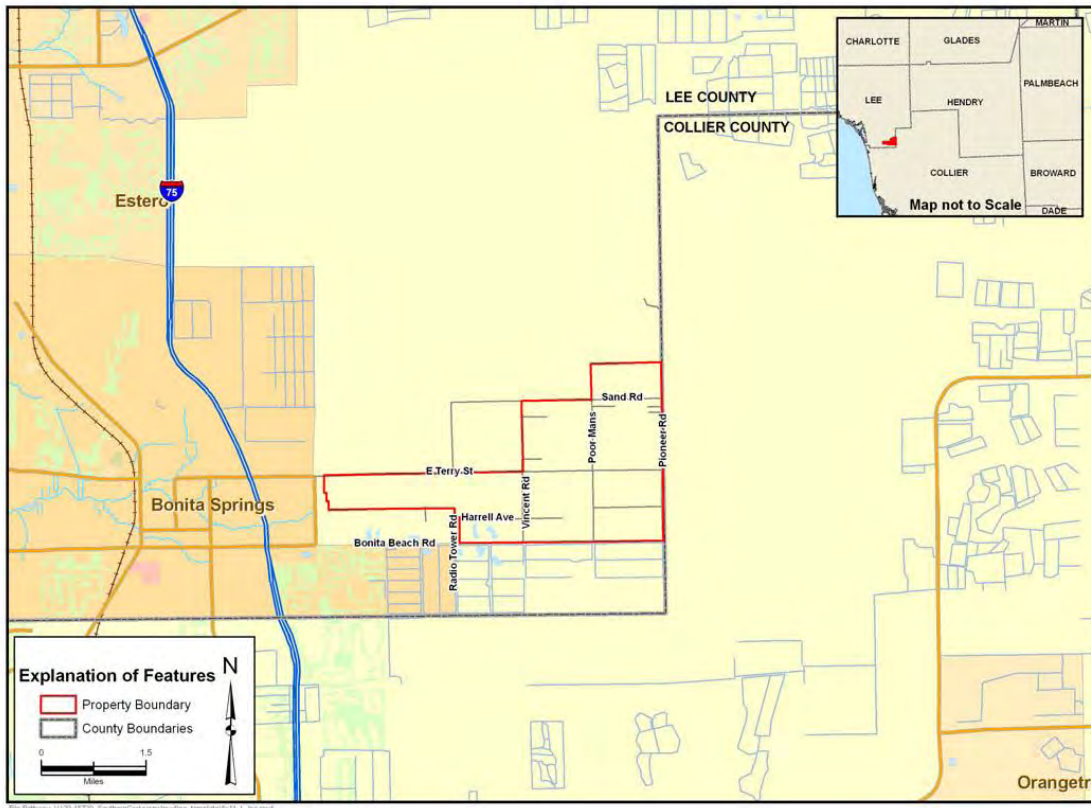 MARTIN
CHARLOTTE
GLADES
PALMBEACH
LEE
HENDRY
COLLIER
BROWARD
Map not to Scale
DADE
LEE COUNTY
COLLIER COUNTY
75
Estero
Sand Rd
Poor Mans
Pioneer Rd
E Terry St
Vincent Rd
Bonita Springs
Harrell Ave
Radio Tower Rd
Bonita Beach Rd
Explanation of Features
N
Property Boundary
County Boundaries
0
1.5
Miles
Orangetr